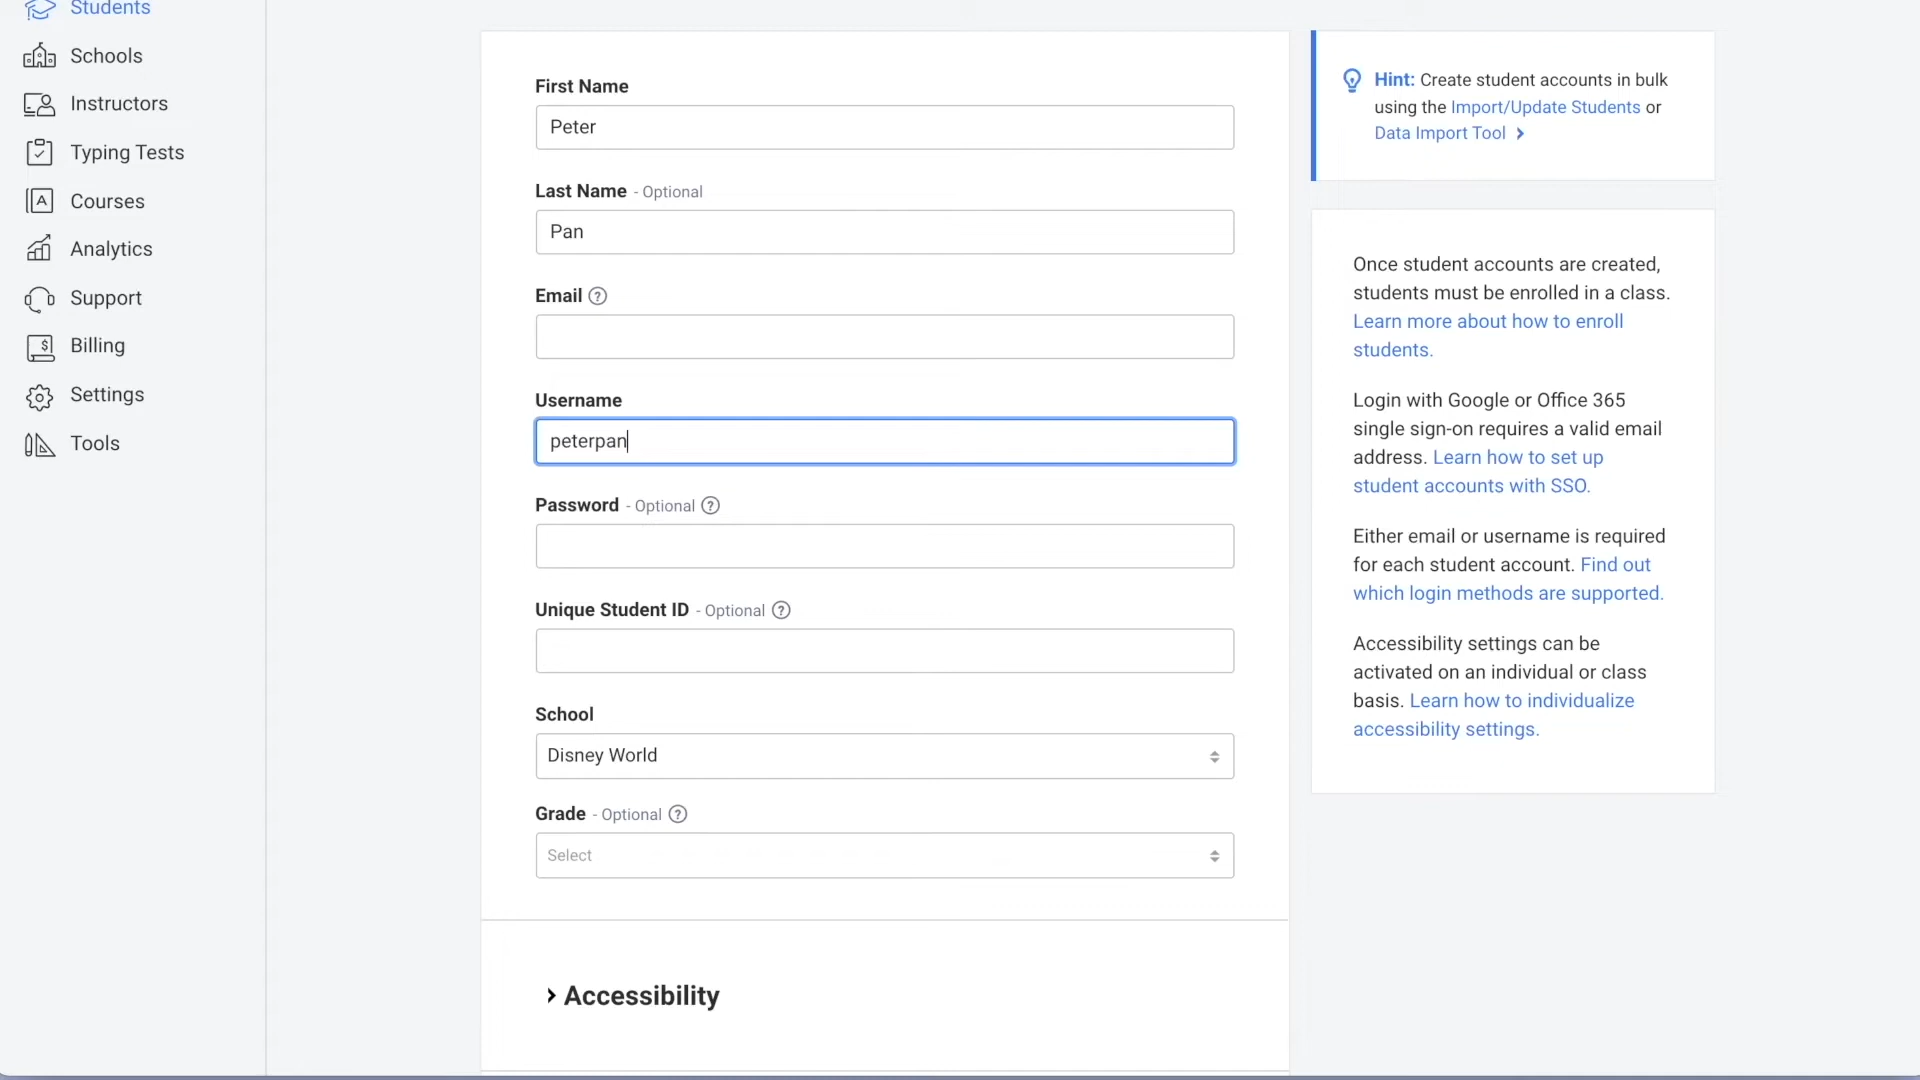 Students
Schools
Instructors
Typing Tests
Courses
Analytics
Support
Billing
Settings
Tools
First Name
Peter
Last Name - Optional
Pan
Email ?
Username
peterpan
Password - Optional ?
Unique Student ID - Optional ?
School
Disney World
Grade - Optional ?
Select
Accessibility
Hint: Create student accounts in bulk
using the Import/Update Students or
Data Import Tool
Once student accounts are created,
students must be enrolled in a class.
Learn more about how to enroll
students.
Login with Google or Office 365
single sign-on requires a valid email
address. Learn how to set up
student accounts with SSO.
Either email or username is required
for each student account. Find out
which login methods are supported.
Accessibility settings can be
activated on an individual or class
basis. Learn how to individualize
accessibility settings.